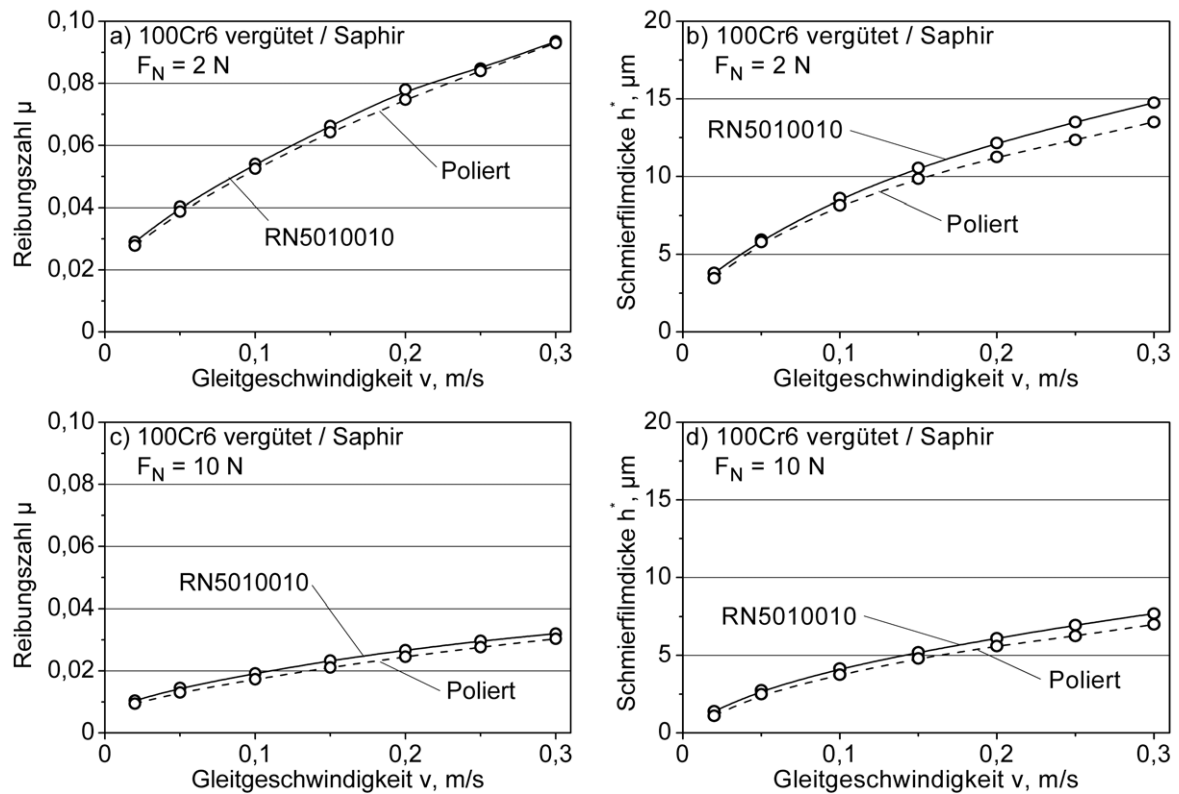 a) 100Cr6 vergütet / Saphir
F_N = 2 N
Reibungszahl µ
0,10
0,08
0,06
0,04
0,02
0
RN5010010
Poliert
0
0,1
0,2
0,3
Gleitgeschwindigkeit v, m/s
b) 100Cr6 vergütet / Saphir
F_N = 2 N
Schmierfilmdicke h*, µm
20
15
10
5
0
RN5010010
Poliert
0
0,1
0,2
0,3
Gleitgeschwindigkeit v, m/s
c) 100Cr6 vergütet / Saphir
F_N = 10 N
Reibungszahl µ
0,10
0,08
0,06
0,04
0,02
0
RN5010010
Poliert
0
0,1
0,2
0,3
Gleitgeschwindigkeit v, m/s
d) 100Cr6 vergütet / Saphir
F_N = 10 N
Schmierfilmdicke h*, µm
20
15
10
5
0
RN5010010
Poliert
0
0,1
0,2
0,3
Gleitgeschwindigkeit v, m/s